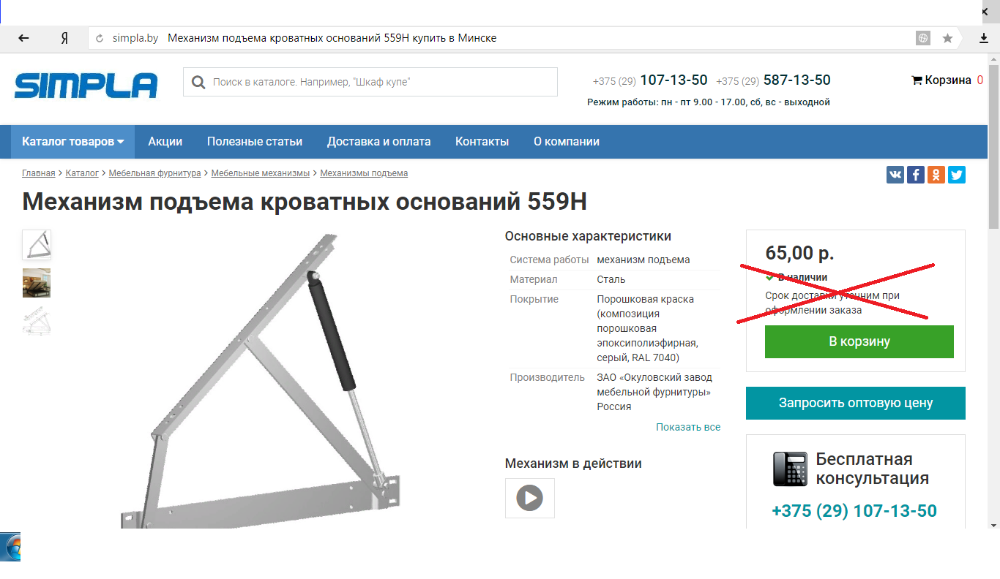 simpla.by Механизм подъема кроватных оснований 559Н купить в Минске
SIMPLA
Поиск в каталоге. Например, "Шкаф купе"
+375 (29) 107-13-50 +375 (29) 587-13-50
Режим работы: пн - пт 9.00 - 17.00, сб, вс - выходной
Корзина 0
Каталог товаров Акции Полезные статьи Доставка и оплата Контакты О компании
Главная > Каталог > Мебельная фурнитура > Мебельные механизмы > Механизмы подъема
Механизм подъема кроватных оснований 559Н
Основные характеристики
Система работы механизм подъема
Материал Сталь
Покрытие Порошковая краска
(композиция
порошковая
эпоксиполиэфирная,
серый, RAL 7040)
Производитель ЗАО «Окуловский завод
мебельной фурнитуры»
Россия
Показать все
Механизм в действии
65,00 р.
В наличии
Срок доставки уточним при
оформлении заказа
В корзину
Запросить оптовую цену
Бесплатная
консультация
+375 (29) 107-13-50